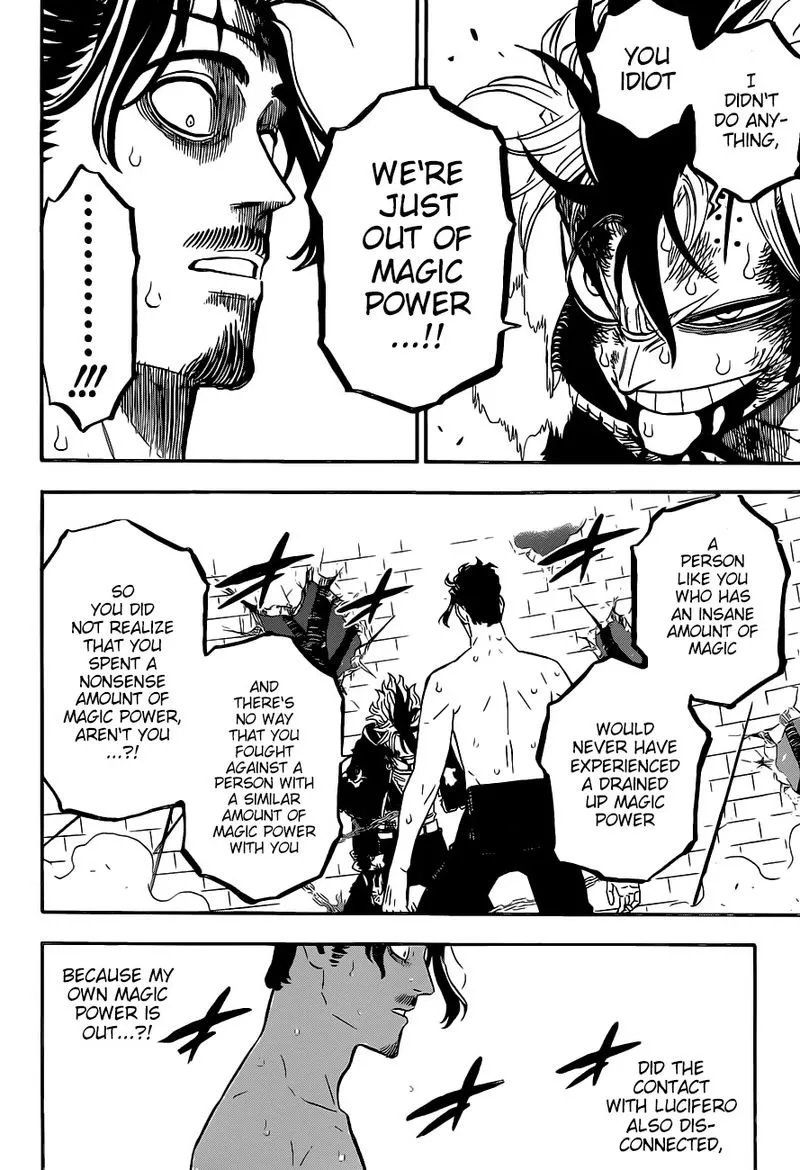 I
DIDN'T
DO ANY-
THING,
YOU
IDIOT
WE'RE
JUST
OUT OF
MAGIC
POWER
...!!
.........!!!
A
PERSON
LIKE YOU
WHO HAS
AN INSANE
AMOUNT OF
MAGIC
WOULD
NEVER HAVE
EXPERIENCED
A DRAINED
UP MAGIC
POWER
AND
THERE'S
NO WAY
THAT YOU
FOUGHT
AGAINST A
PERSON WITH
A SIMILAR
AMOUNT OF
MAGIC POWER
WITH YOU
SO
YOU DID
NOT REALIZE
THAT YOU
SPENT A
NONSENSE
AMOUNT OF
MAGIC POWER,
AREN'T YOU
...?!
DID THE
CONTACT
WITH LUCIFERO
ALSO DIS-
CONNECTED,
BECAUSE MY
OWN MAGIC
POWER IS
OUT...?!